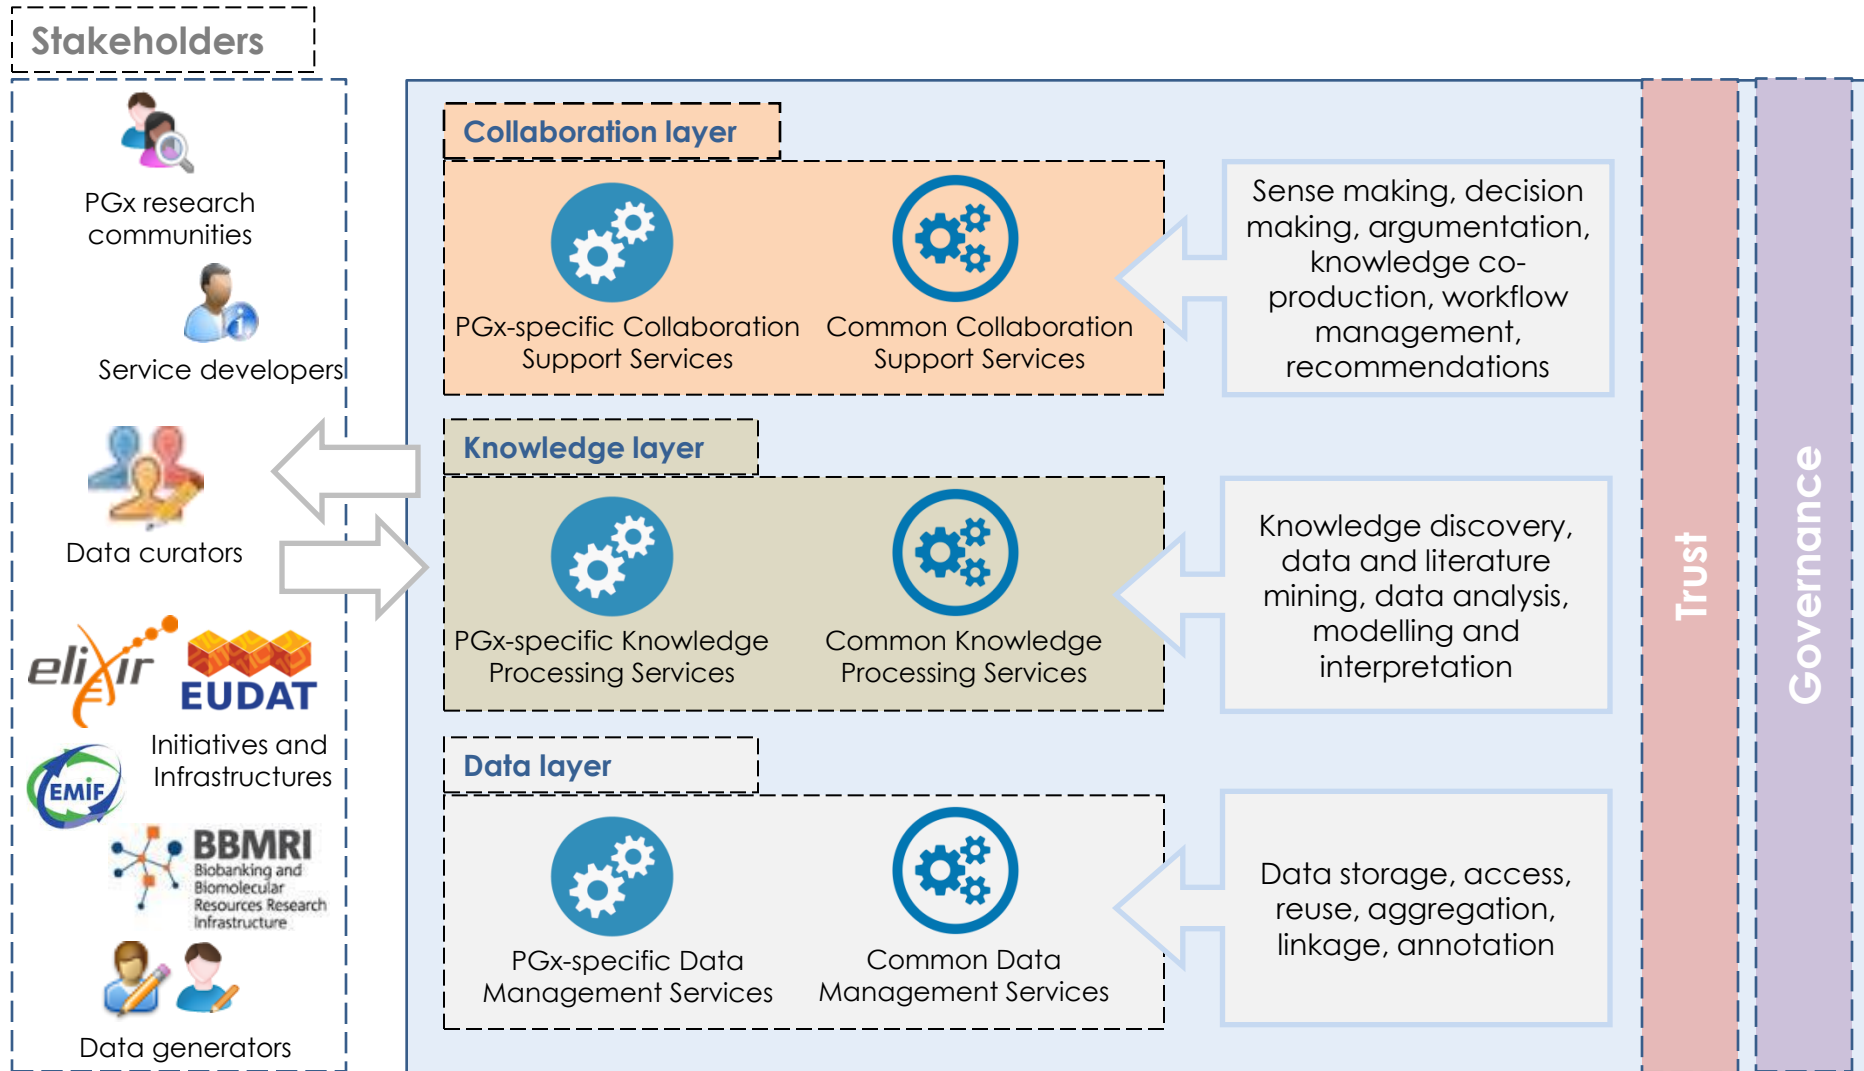 Stakeholders
PGx research
communities
Service developers
Data curators
elixir
EUDAT
Initiatives and
Infrastructures
EMiF
BBMRI
Biobanking and
Biomolecular
Resources Research
Infrastructure
Data generators
Collaboration layer
PGx-specific Collaboration
Support Services
Common Collaboration
Support Services
Sense making, decision
making, argumentation,
knowledge co-
production, workflow
management,
recommendations
Knowledge layer
PGx-specific Knowledge
Processing Services
Common Knowledge
Processing Services
Knowledge discovery,
data and literature
mining, data analysis,
modelling and
interpretation
Data layer
PGx-specific Data
Management Services
Common Data
Management Services
Data storage, access,
reuse, aggregation,
linkage, annotation
Trust
Governance